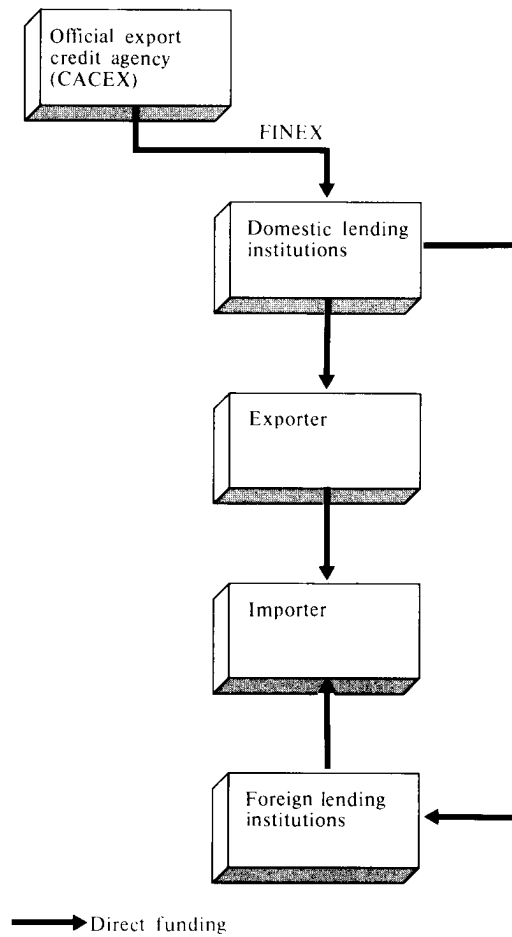 Official export
credit agency
(CACEX)
FINEX
Domestic lending
institutions
Exporter
Importer
Foreign lending
institutions
Direct funding